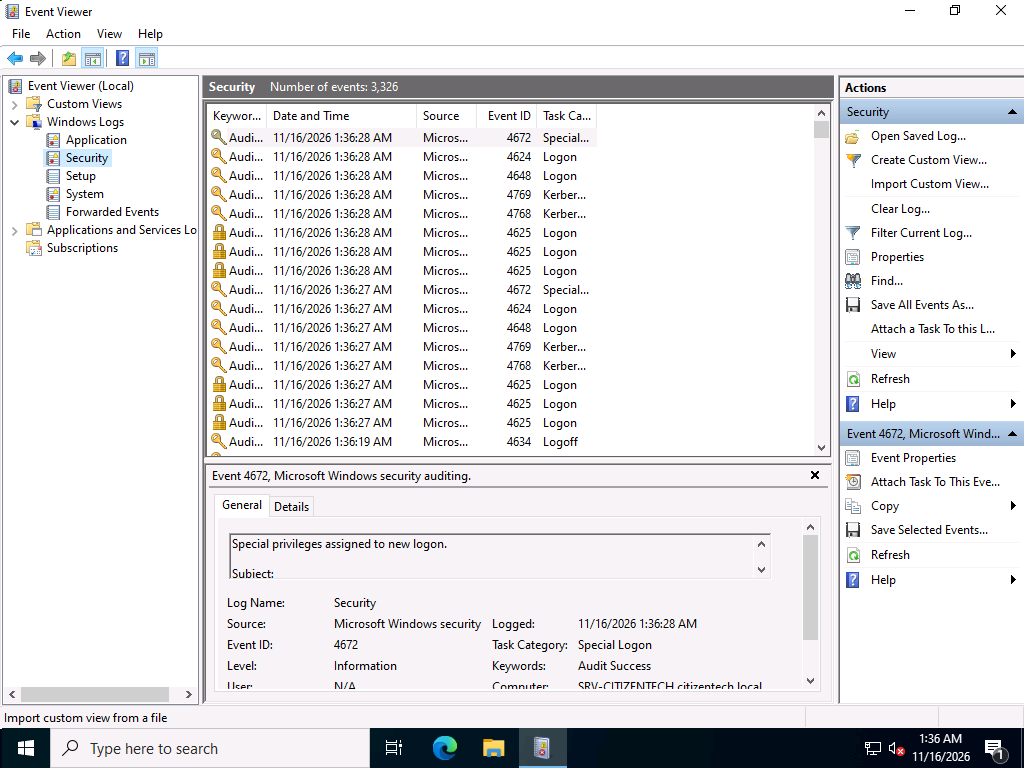 Event Viewer
File Action View Help
Event Viewer (Local)
Custom Views
Windows Logs
Application
Security
Setup
System
Forwarded Events
Applications and Services Lo
Subscriptions
Security Number of events: 3,326
Keywor... Date and Time Source Event ID Task Ca...
Audi... 11/16/2026 1:36:28 AM Micros... 4672 Special...
Audi... 11/16/2026 1:36:28 AM Micros... 4624 Logon
Audi... 11/16/2026 1:36:28 AM Micros... 4648 Logon
Audi... 11/16/2026 1:36:28 AM Micros... 4769 Kerber...
Audi... 11/16/2026 1:36:28 AM Micros... 4768 Kerber...
Audi... 11/16/2026 1:36:28 AM Micros... 4625 Logon
Audi... 11/16/2026 1:36:28 AM Micros... 4625 Logon
Audi... 11/16/2026 1:36:28 AM Micros... 4625 Logon
Audi... 11/16/2026 1:36:27 AM Micros... 4672 Special...
Audi... 11/16/2026 1:36:27 AM Micros... 4624 Logon
Audi... 11/16/2026 1:36:27 AM Micros... 4648 Logon
Audi... 11/16/2026 1:36:27 AM Micros... 4769 Kerber...
Audi... 11/16/2026 1:36:27 AM Micros... 4768 Kerber...
Audi... 11/16/2026 1:36:27 AM Micros... 4625 Logon
Audi... 11/16/2026 1:36:27 AM Micros... 4625 Logon
Audi... 11/16/2026 1:36:27 AM Micros... 4625 Logon
Audi... 11/16/2026 1:36:19 AM Micros... 4634 Logoff
Event 4672, Microsoft Windows security auditing.
General Details
Special privileges assigned to new logon.
Subject:
Log Name: Security
Source: Microsoft Windows security Logged: 11/16/2026 1:36:28 AM
Event ID: 4672 Task Category: Special Logon
Level: Information Keywords: Audit Success
User: N/A Computer: SRV-CITIZENTECH.citizentech.local
Actions
Security
Open Saved Log...
Create Custom View...
Import Custom View...
Clear Log...
Filter Current Log...
Properties
Find...
Save All Events As...
Attach a Task To this L...
View
Refresh
Help
Event 4672, Microsoft Wind...
Event Properties
Attach Task To This Eve...
Copy
Save Selected Events...
Refresh
Help
Import custom view from a file
Type here to search
1:36 AM
11/16/2026
1